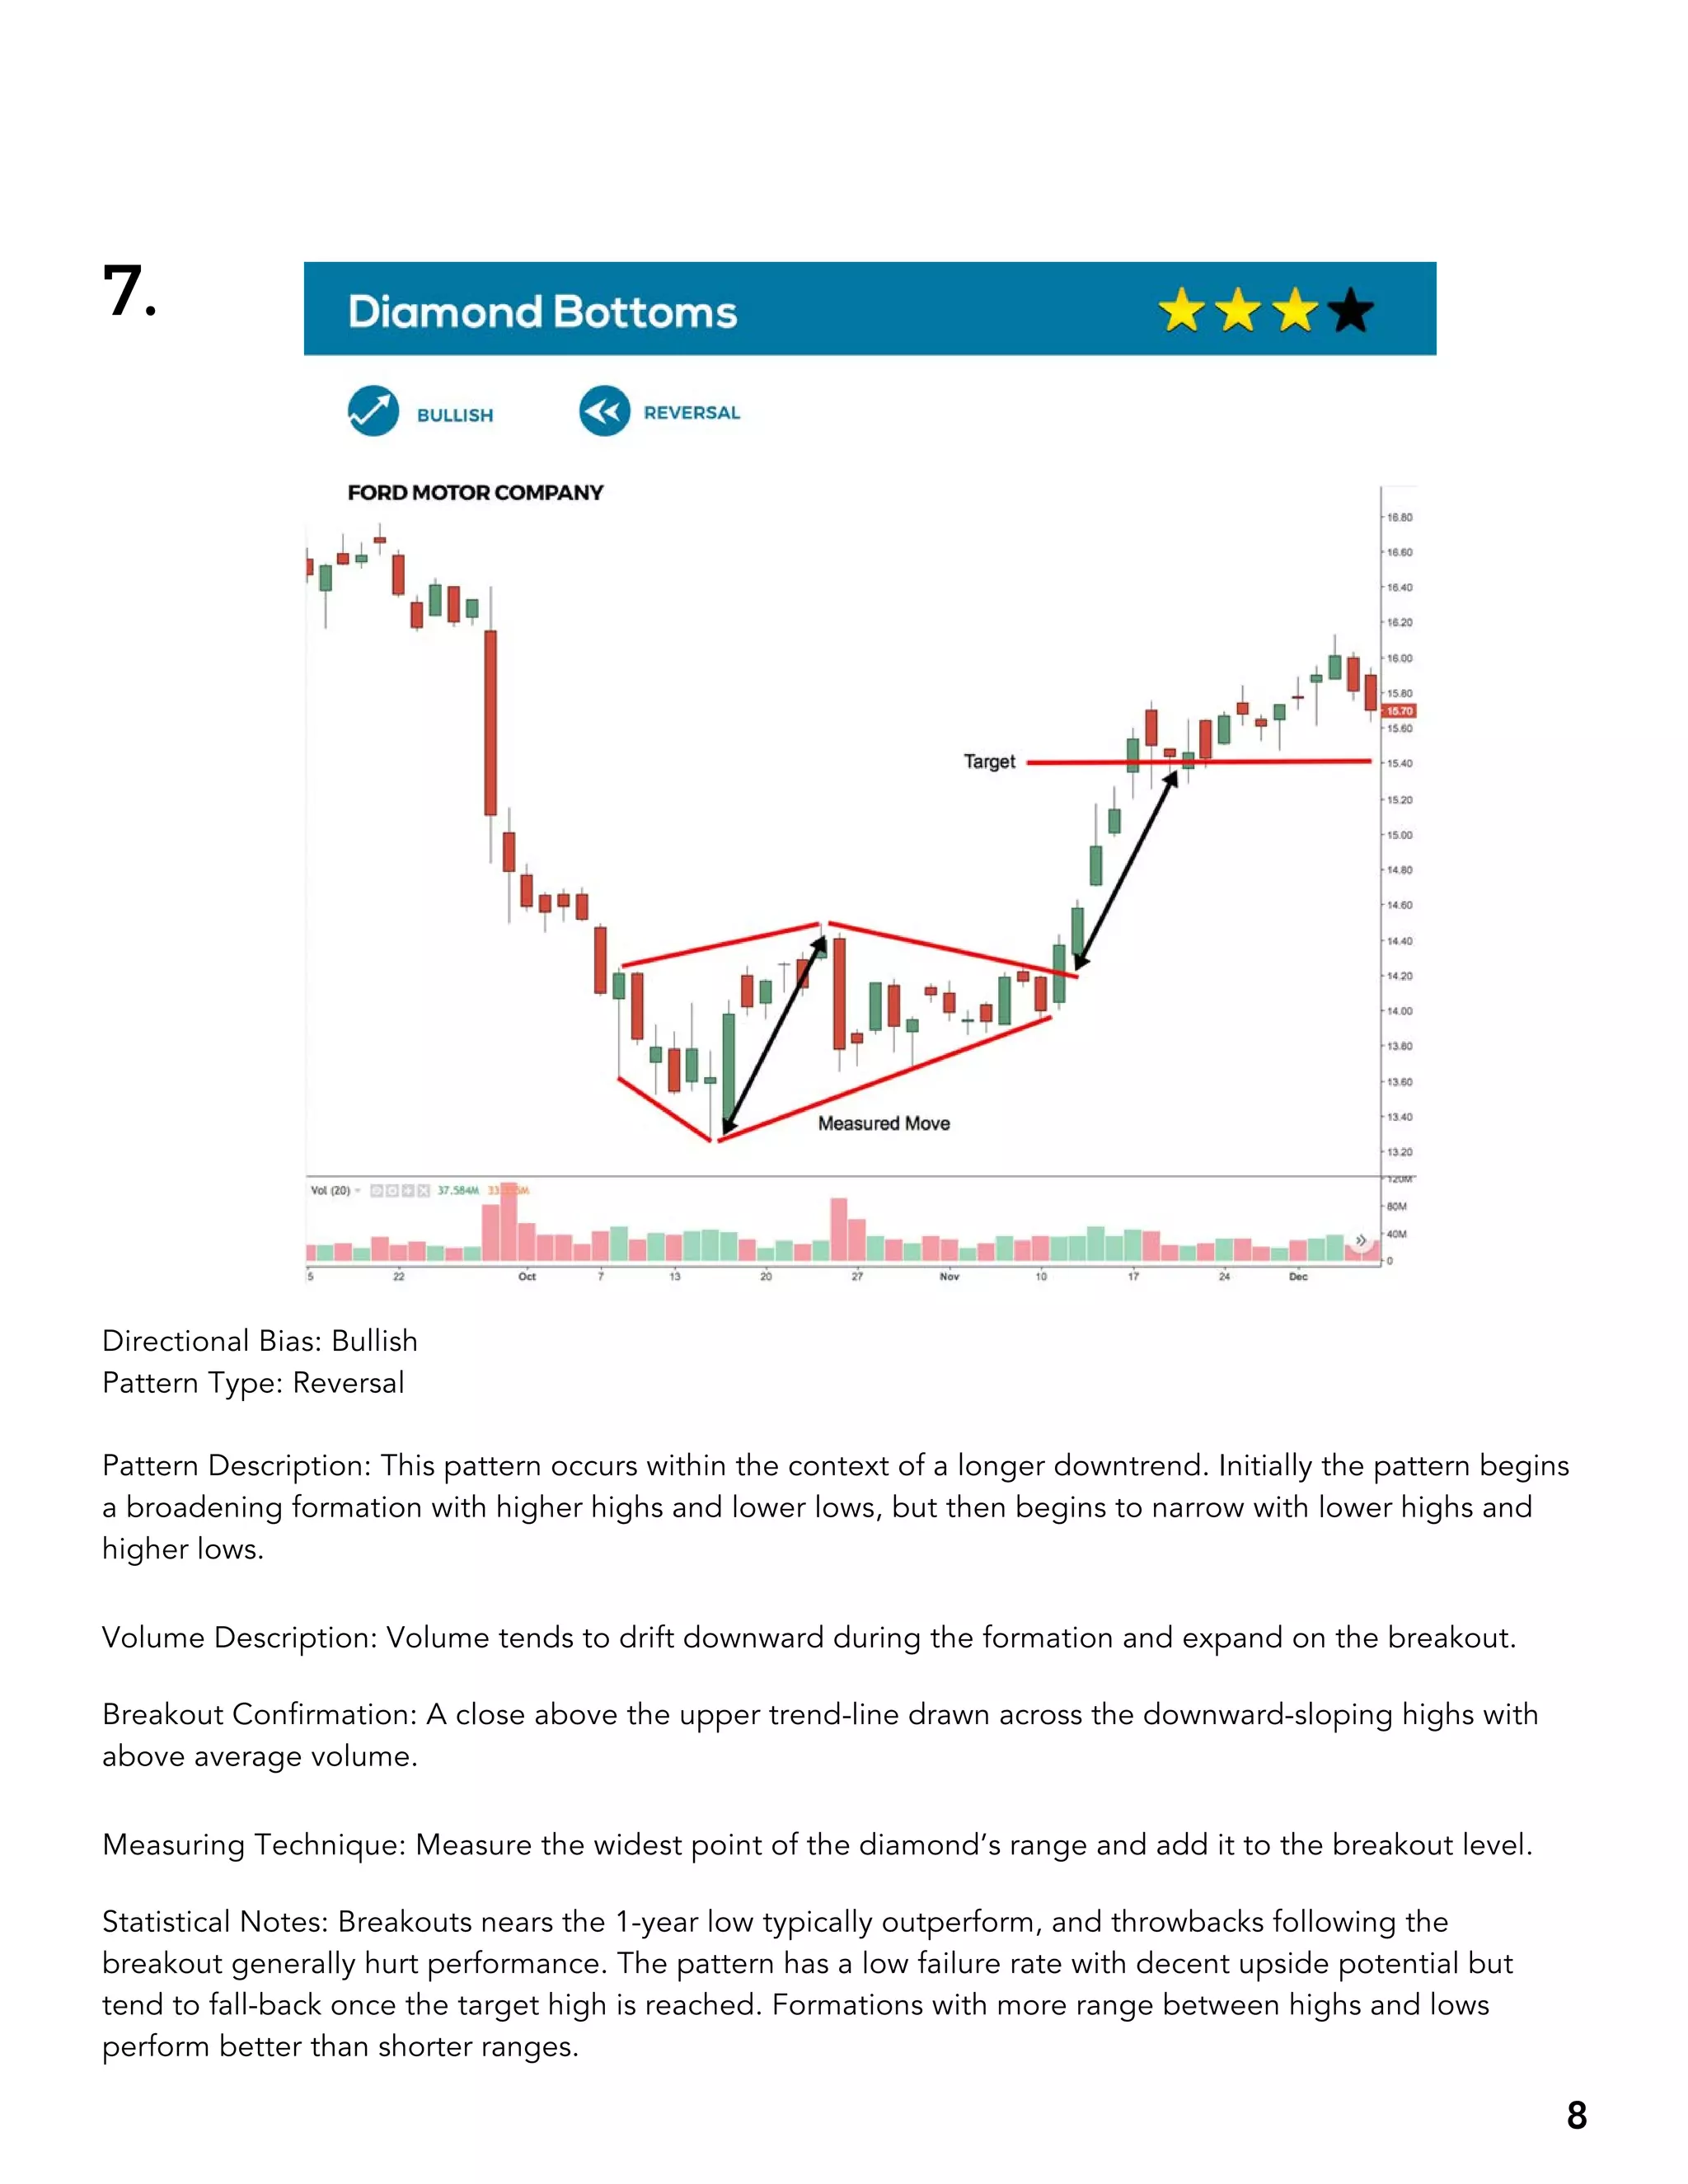 7.
Diamond Bottoms
BULLISH
REVERSAL
FORD MOTOR COMPANY
16.80
16.60
16.40
16.20
16.00
15.80
15.70
15.60
Target
15.40
15.20
15.00
14.80
14.60
14.40
14.20
14.00
13.80
13.60
Measured Move
13.40
13.20
120M
Vol (20)
37.584M
80M
40M
0
5 22 Oct 7 13 20 27 Nov 10 17 24 Dec
Directional Bias: Bullish
Pattern Type: Reversal
Pattern Description: This pattern occurs within the context of a longer downtrend. Initially the pattern begins
a broadening formation with higher highs and lower lows, but then begins to narrow with lower highs and
higher lows.
Volume Description: Volume tends to drift downward during the formation and expand on the breakout.
Breakout Confirmation: A close above the upper trend-line drawn across the downward-sloping highs with
above average volume.
Measuring Technique: Measure the widest point of the diamond’s range and add it to the breakout level.
Statistical Notes: Breakouts nears the 1-year low typically outperform, and throwbacks following the
breakout generally hurt performance. The pattern has a low failure rate with decent upside potential but
tend to fall-back once the target high is reached. Formations with more range between highs and lows
perform better than shorter ranges.
8